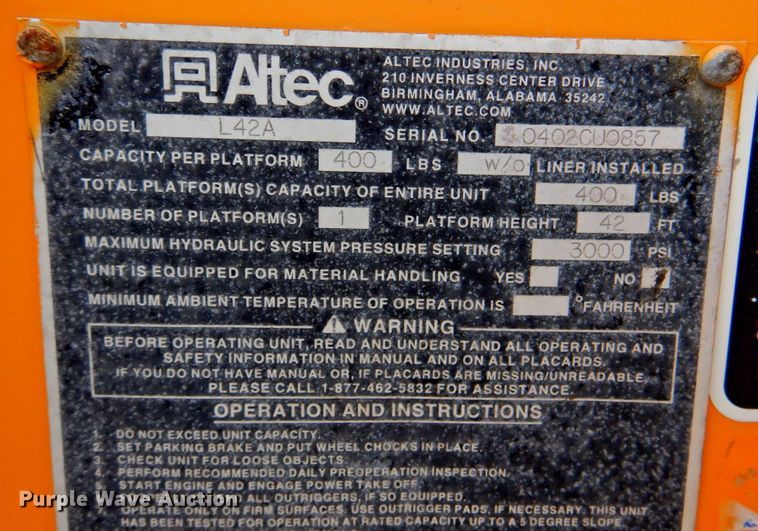 Altec®
ALTEC INDUSTRIES, INC.
210 INVERNESS CENTER DRIVE
BIRMINGHAM, ALABAMA 35242
WWW.ALTEC.COM
MODEL L42A SERIAL NO. 0402CU0857
CAPACITY PER PLATFORM 400 LBS W/O LINER INSTALLED
TOTAL PLATFORM(S) CAPACITY OF ENTIRE UNIT 400 LBS
NUMBER OF PLATFORM(S) 1 PLATFORM HEIGHT 42 FT.
MAXIMUM HYDRAULIC SYSTEM PRESSURE SETTING 3000 PSI
UNIT IS EQUIPPED FOR MATERIAL HANDLING YES NO
MINIMUM AMBIENT TEMPERATURE OF OPERATION IS °FAHRENHEIT
WARNING
BEFORE OPERATING UNIT, READ AND UNDERSTAND ALL OPERATING AND
SAFETY INFORMATION IN MANUAL AND ON ALL PLACARDS.
IF YOU DO NOT HAVE MANUAL OR, IF PLACARDS ARE MISSING/UNREADABLE,
PLEASE CALL 1-877-462-5832 FOR ASSISTANCE.
OPERATION AND INSTRUCTIONS
1. DO NOT EXCEED UNIT CAPACITY.
2. SET PARKING BRAKE AND PUT WHEEL CHOCKS IN PLACE.
3. CHECK UNIT FOR LOOSE OBJECTS.
4. PERFORM RECOMMENDED DAILY PREOPERATION INSPECTION.
5. START ENGINE AND ENGAGE POWER TAKE OFF.
ALL OUTRIGGERS, IF SO EQUIPPED.
OPERATE ONLY ON FIRM SURFACES. USE OUTRIGGER PADS, IF NECESSARY. THIS UNIT
HAS BEEN TESTED FOR OPERATION AT RATED CAPACITY UP TO A 5 DEGREE SLOPE
Purple Wave Auction